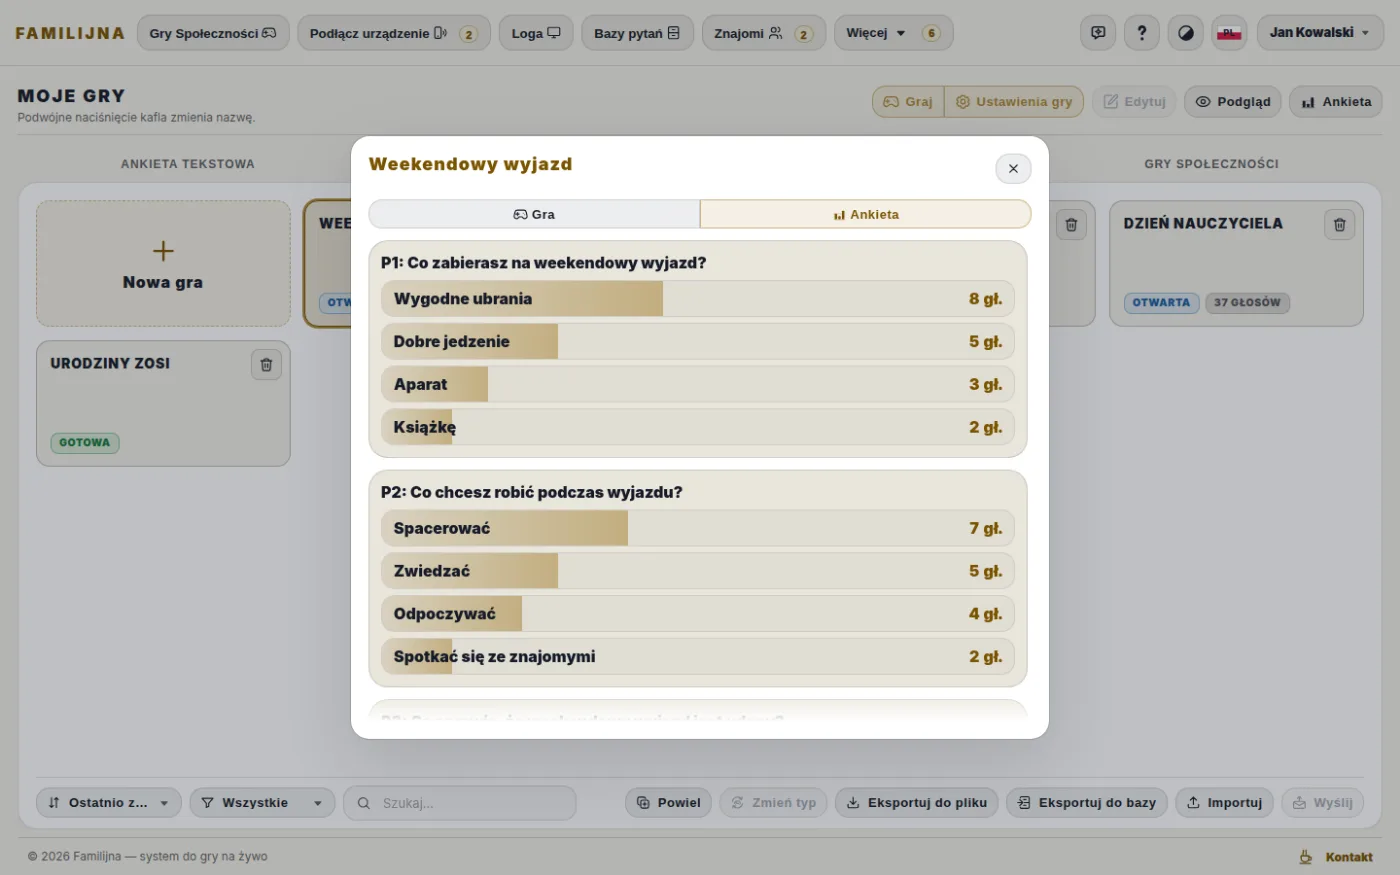 FAMILIJNA
Gry Społeczności
Podłącz urządzenie 2
Loga
Bazy pytań
Znajomi 2
Więcej 6
PL
Jan Kowalski
MOJE GRY
Podwójne naciśnięcie kafla zmienia nazwę.
Graj
Ustawienia gry
Edytuj
Podgląd
Ankieta
ANKIETA TEKSTOWA
GRY SPOŁECZNOŚCI
Nowa gra
WEE
OTW
DZIEŃ NAUCZYCIELA
OTWARTA
37 GŁOSÓW
URODZINY ZOSI
GOTOWA
Weekendowy wyjazd
Gra
Ankieta
P1: Co zabierasz na weekendowy wyjazd?
Wygodne ubrania 8 gł.
Dobre jedzenie 5 gł.
Aparat 3 gł.
Książkę 2 gł.
P2: Co chcesz robić podczas wyjazdu?
Spacerować 7 gł.
Zwiedzać 5 gł.
Odpoczywać 4 gł.
Spotkać się ze znajomymi 2 gł.
Ostatnio z...
Wszystkie
Szukaj...
Powiel
Zmień typ
Eksportuj do pliku
Eksportuj do bazy
Importuj
Wyślij
© 2026 Familijna — system do gry na żywo
Kontakt